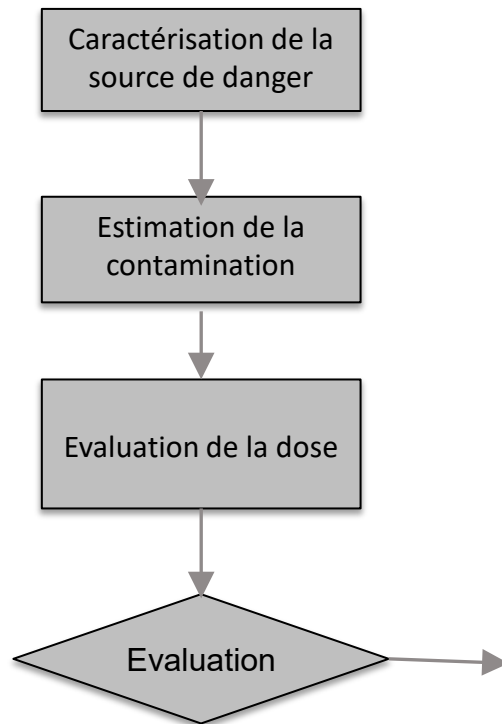 Caractérisation de la
source de danger
Estimation de la
contamination
Evaluation de la dose
Evaluation